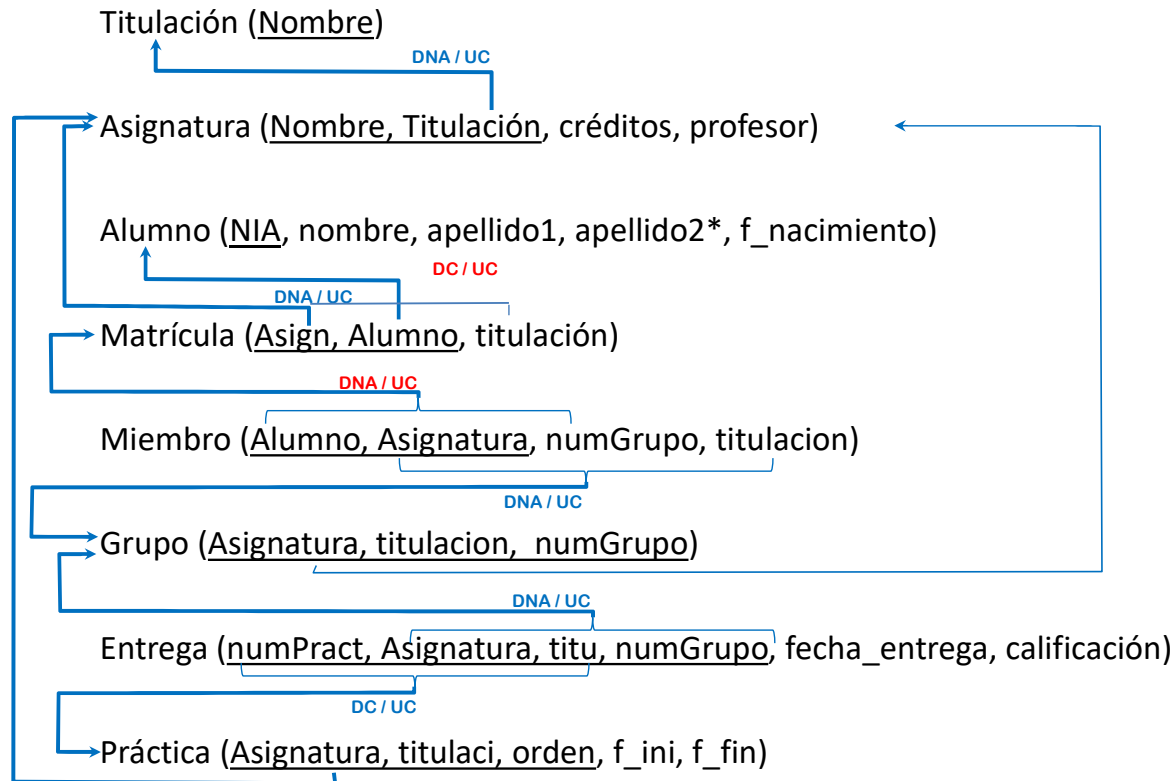 Titulación (Nombre)
DNA / UC
Asignatura (Nombre, Titulación, créditos, profesor)
Alumno (NIA, nombre, apellido1, apellido2*, f_nacimiento)
DC / UC
DNA / UC
Matrícula (Asign, Alumno, titulación)
DNA / UC
Miembro (Alumno, Asignatura, numGrupo, titulacion)
DNA / UC
Grupo (Asignatura, titulacion, numGrupo)
DNA / UC
Entrega (numPract, Asignatura, titu, numGrupo, fecha_entrega, calificación)
DC / UC
Práctica (Asignatura, titulaci, orden, f_ini, f_fin)